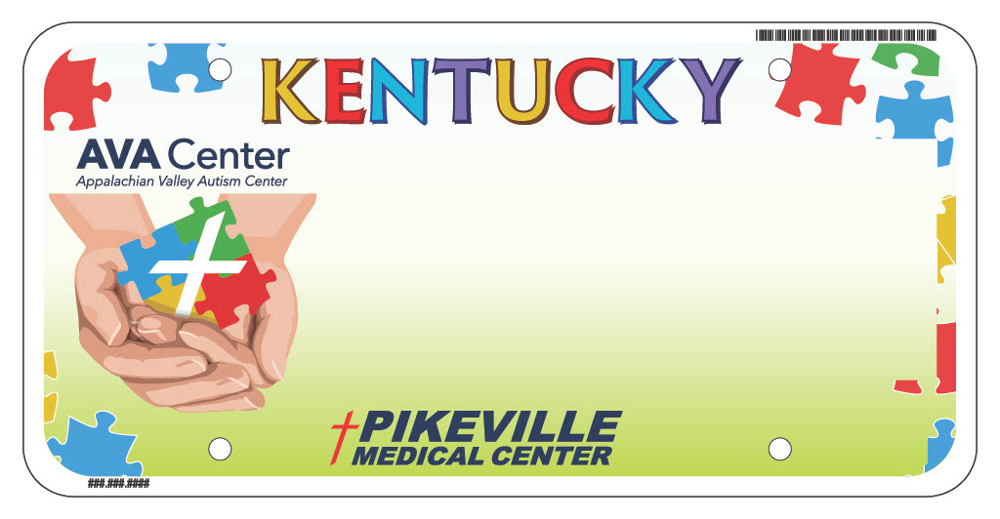 KENTUCKY
AVA Center
Appalachian Valley Autism Center
PIKEVILLE
MEDICAL CENTER
###.###.####